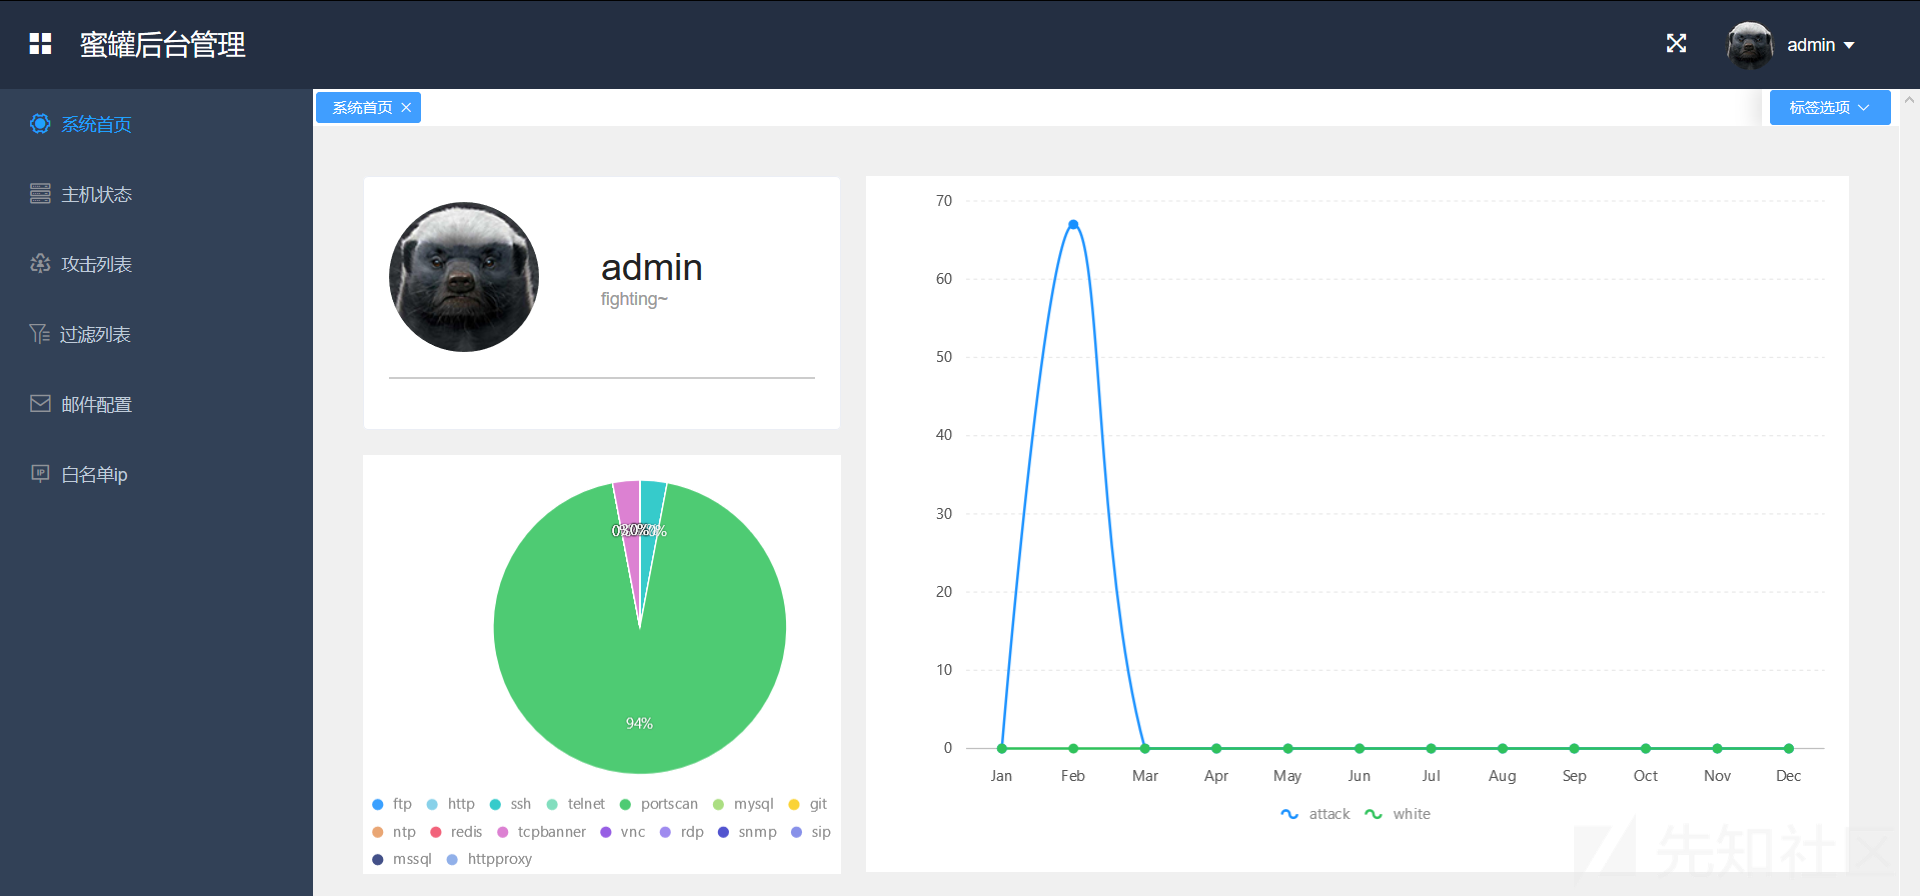 蜜罐后台管理
admin
系统首页
主机状态
攻击列表
过滤列表
邮件配置
IP 白名单ip
系统首页
标签选项
admin
fighting~
94%
ftp http ssh telnet portscan mysql git
ntp redis tcpbanner vnc rdp snmp sip
mssql httpproxy
70
60
50
40
30
20
10
0
Jan Feb Mar Apr May Jun Jul Aug Sep Oct Nov Dec
attack white
先知社区